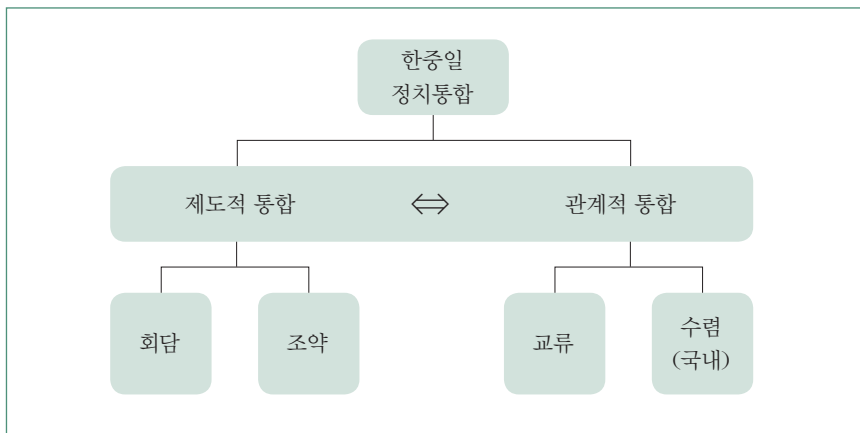 한중일
정치통합
제도적 통합 ⇔ 관계적 통합
회담
조약
교류
수렴
(국내)